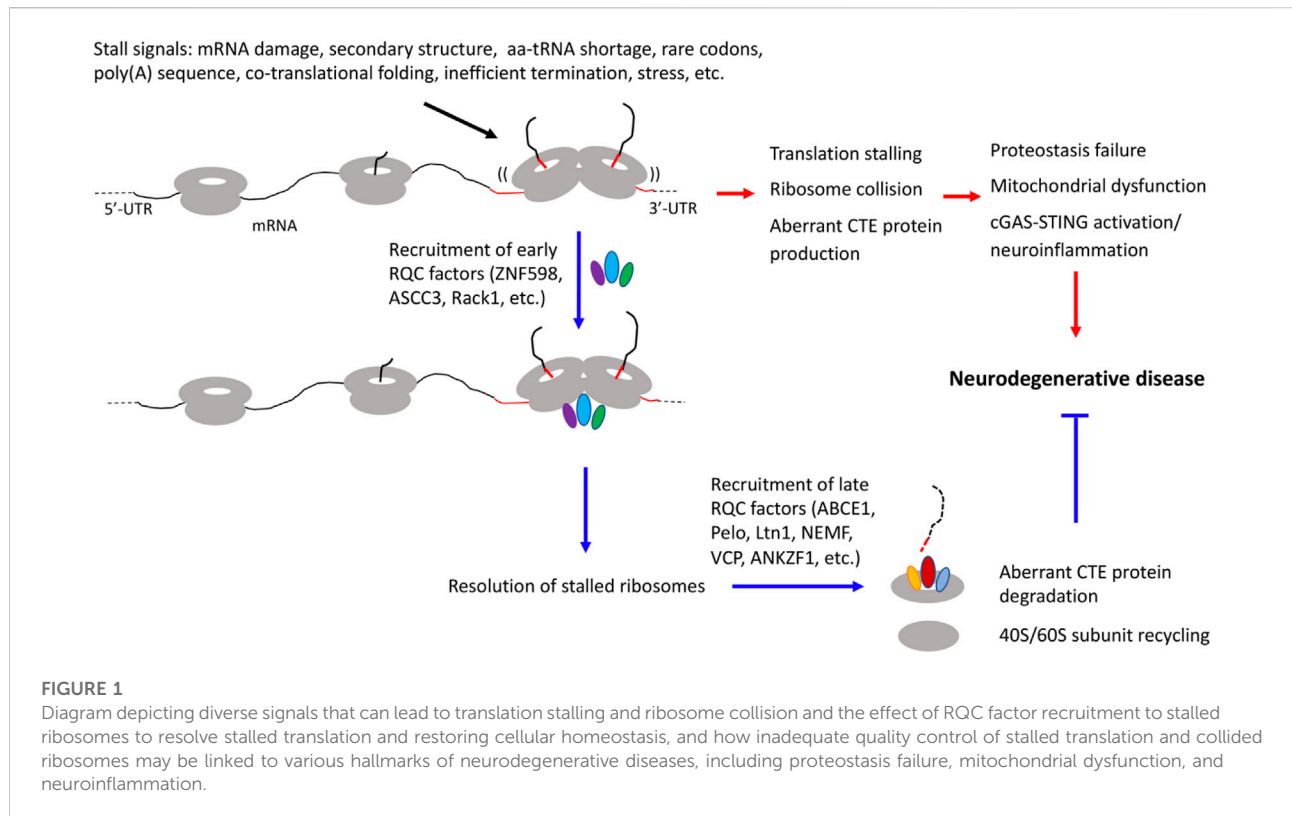 Stall signals: mRNA damage, secondary structure, aa-tRNA shortage, rare codons,
poly(A) sequence, co-translational folding, inefficient termination, stress, etc.
5’-UTR
mRNA
3’-UTR
Translation stalling
Ribosome collision
Aberrant CTE protein
production
Proteostasis failure
Mitochondrial dysfunction
cGAS-STING activation/
neuroinflammation
Recruitment of early
RQC factors (ZNF598,
ASCC3, Rack1, etc.)
Neurodegenerative disease
Resolution of stalled ribosomes
Recruitment of late
RQC factors (ABCE1,
Pelo, Ltn1, NEMF,
VCP, ANKZF1, etc.)
Aberrant CTE protein
degradation
40S/60S subunit recycling
FIGURE 1
Diagram depicting diverse signals that can lead to translation stalling and ribosome collision and the effect of RQC factor recruitment to stalled
ribosomes to resolve stalled translation and restoring cellular homeostasis, and how inadequate quality control of stalled translation and collided
ribosomes may be linked to various hallmarks of neurodegenerative diseases, including proteostasis failure, mitochondrial dysfunction, and
neuroinflammation.